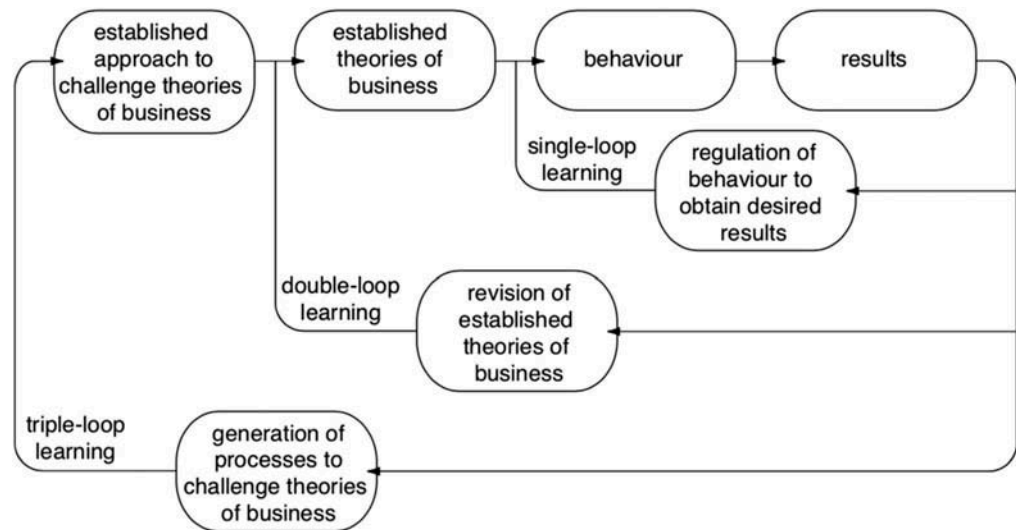 established
approach to
challenge theories
of business
established
theories of
business
behaviour
results
single-loop
learning
regulation of
behaviour to
obtain desired
results
double-loop
learning
revision of
established
theories of
business
triple-loop
learning
generation of
processes to
challenge theories
of business